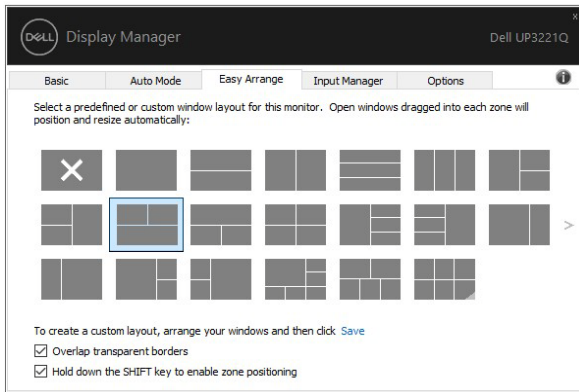 DELL Display Manager
Dell UP3221Q
Basic Auto Mode Easy Arrange Input Manager Options
Select a predefined or custom window layout for this monitor. Open windows dragged into each zone will
position and resize automatically:
To create a custom layout, arrange your windows and then click Save
Overlap transparent borders
Hold down the SHIFT key to enable zone positioning